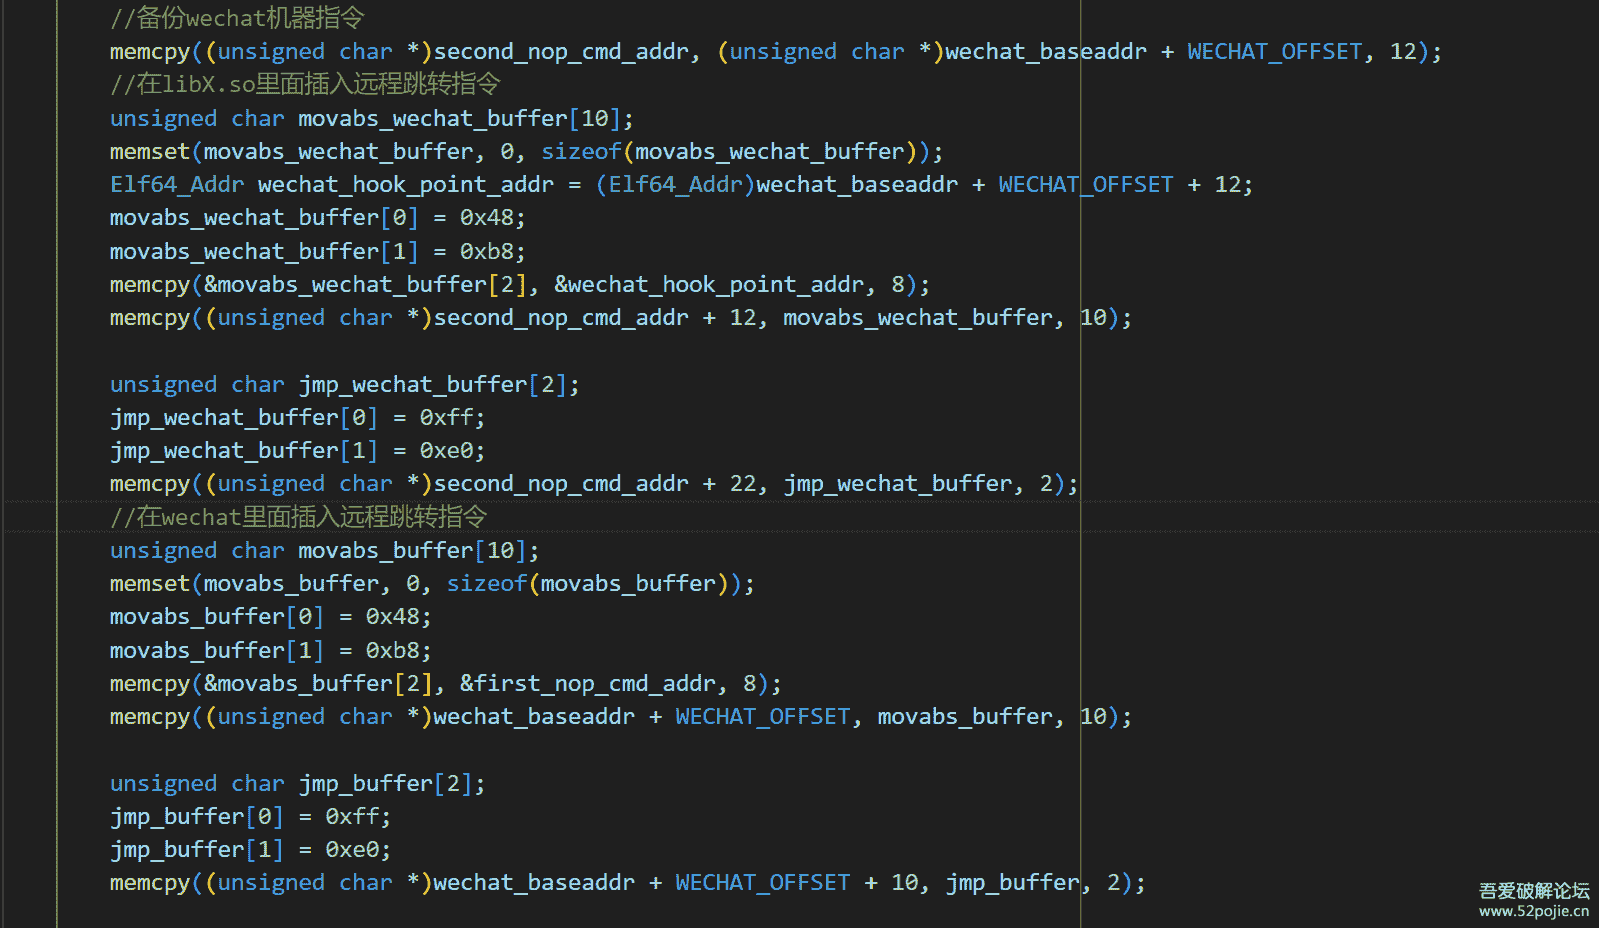 //备份wechat机器指令
memcpy((unsigned char *)second_nop_cmd_addr, (unsigned char *)wechat_baseaddr + WECHAT_OFFSET, 12);
//在libX.so里面插入远程跳转指令
unsigned char movabs_wechat_buffer[10];
memset(movabs_wechat_buffer, 0, sizeof(movabs_wechat_buffer));
Elf64_Addr wechat_hook_point_addr = (Elf64_Addr)wechat_baseaddr + WECHAT_OFFSET + 12;
movabs_wechat_buffer[0] = 0x48;
movabs_wechat_buffer[1] = 0xb8;
memcpy(&movabs_wechat_buffer[2], &wechat_hook_point_addr, 8);
memcpy((unsigned char *)second_nop_cmd_addr + 12, movabs_wechat_buffer, 10);
unsigned char jmp_wechat_buffer[2];
jmp_wechat_buffer[0] = 0xff;
jmp_wechat_buffer[1] = 0xe0;
memcpy((unsigned char *)second_nop_cmd_addr + 22, jmp_wechat_buffer, 2);
//在wechat里面插入远程跳转指令
unsigned char movabs_buffer[10];
memset(movabs_buffer, 0, sizeof(movabs_buffer));
movabs_buffer[0] = 0x48;
movabs_buffer[1] = 0xb8;
memcpy(&movabs_buffer[2], &first_nop_cmd_addr, 8);
memcpy((unsigned char *)wechat_baseaddr + WECHAT_OFFSET, movabs_buffer, 10);
unsigned char jmp_buffer[2];
jmp_buffer[0] = 0xff;
jmp_buffer[1] = 0xe0;
memcpy((unsigned char *)wechat_baseaddr + WECHAT_OFFSET + 10, jmp_buffer, 2);
吾爱破解论坛
www.52pojie.cn